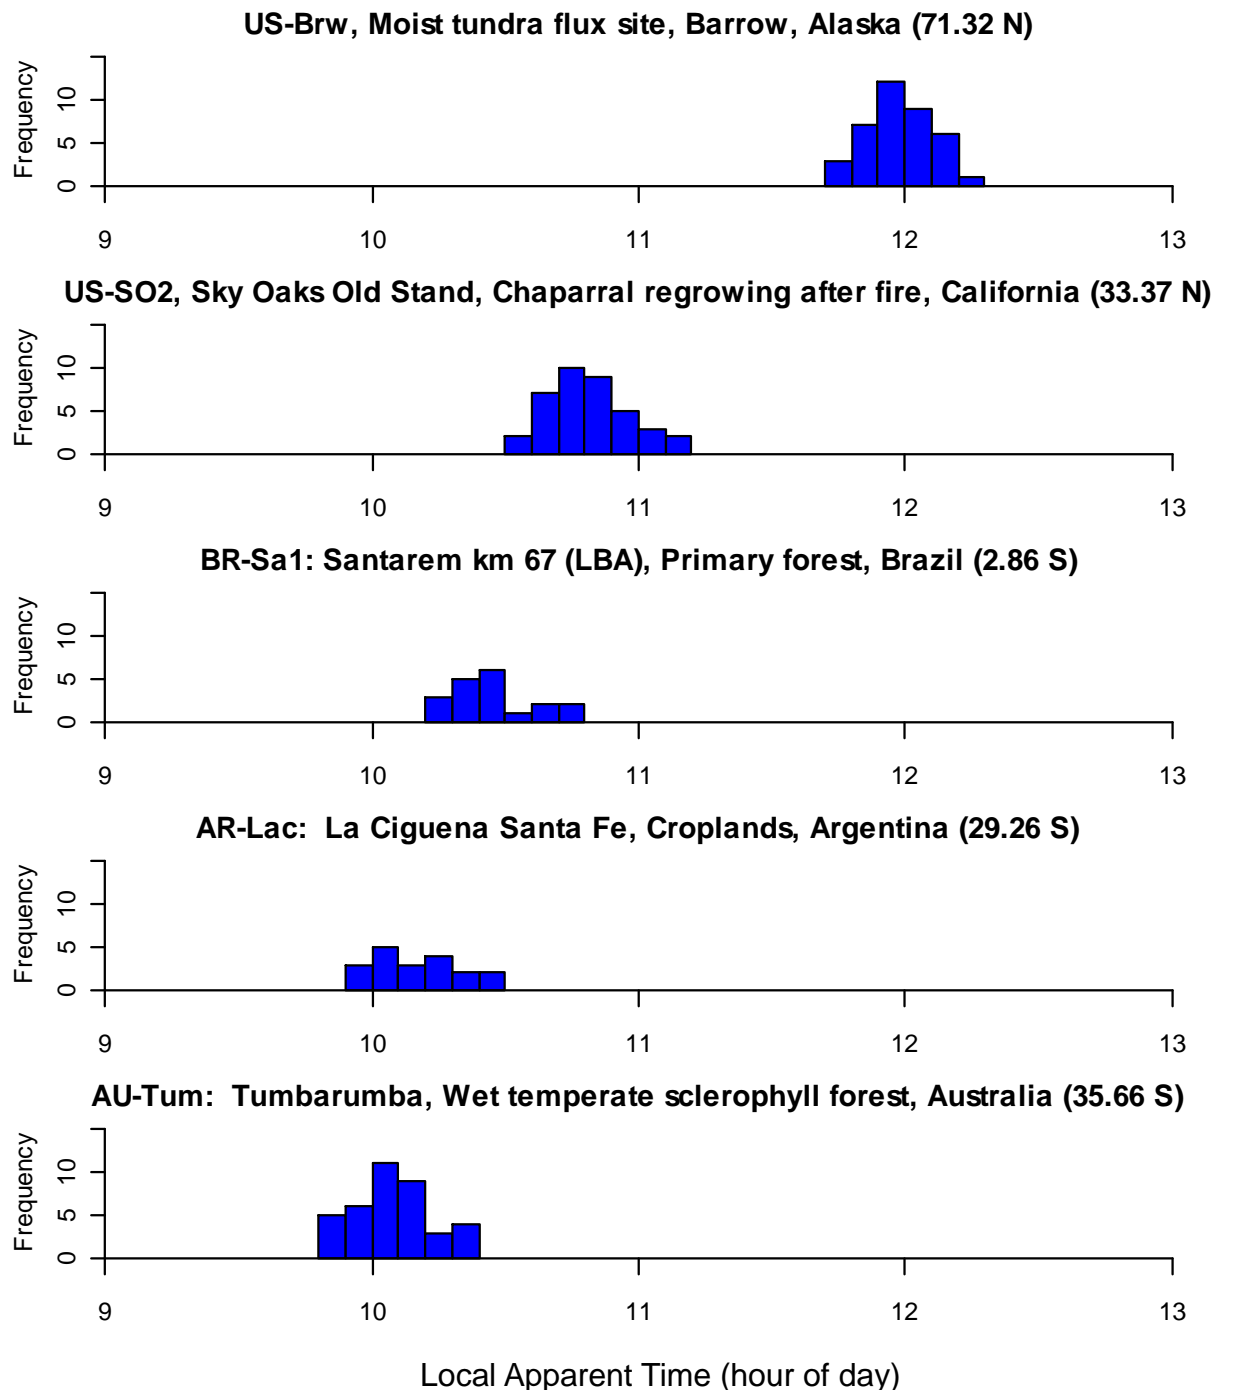 US-Brw, Moist tundra flux site, Barrow, Alaska (71.32 N)
Frequency
0 5 10
9 10 11 12 13
US-SO2, Sky Oaks Old Stand, Chaparral regrowing after fire, California (33.37 N)
Frequency
0 5 10
9 10 11 12 13
BR-Sa1: Santarem km 67 (LBA), Primary forest, Brazil (2.86 S)
Frequency
0 5 10
9 10 11 12 13
AR-Lac:  La Ciguena Santa Fe, Croplands, Argentina (29.26 S)
Frequency
0 5 10
9 10 11 12 13
AU-Tum:  Tumbarumba, Wet temperate sclerophyll forest, Australia (35.66 S)
Frequency
0 5 10
9 10 11 12 13
Local Apparent Time (hour of day)